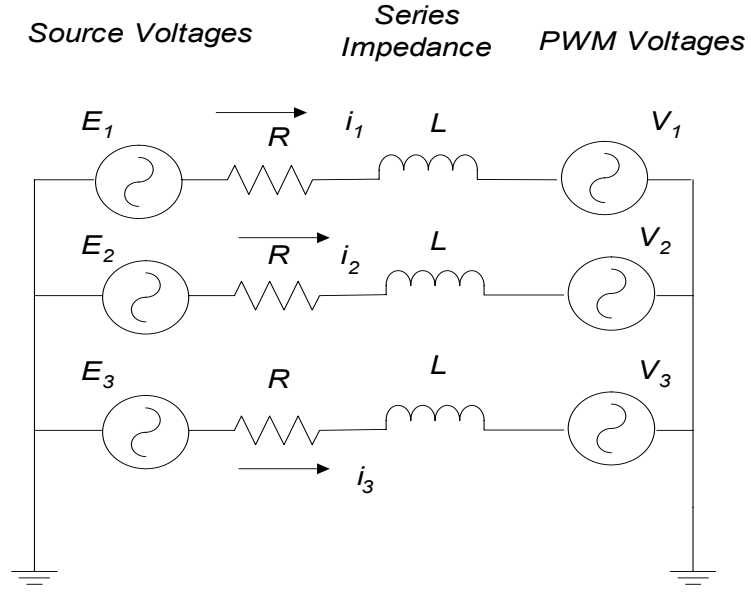 Source Voltages
Series
Impedance
PWM Voltages
E1
R
i1
L
V1
E2
R
i2
L
V2
E3
R
L
V3
i3